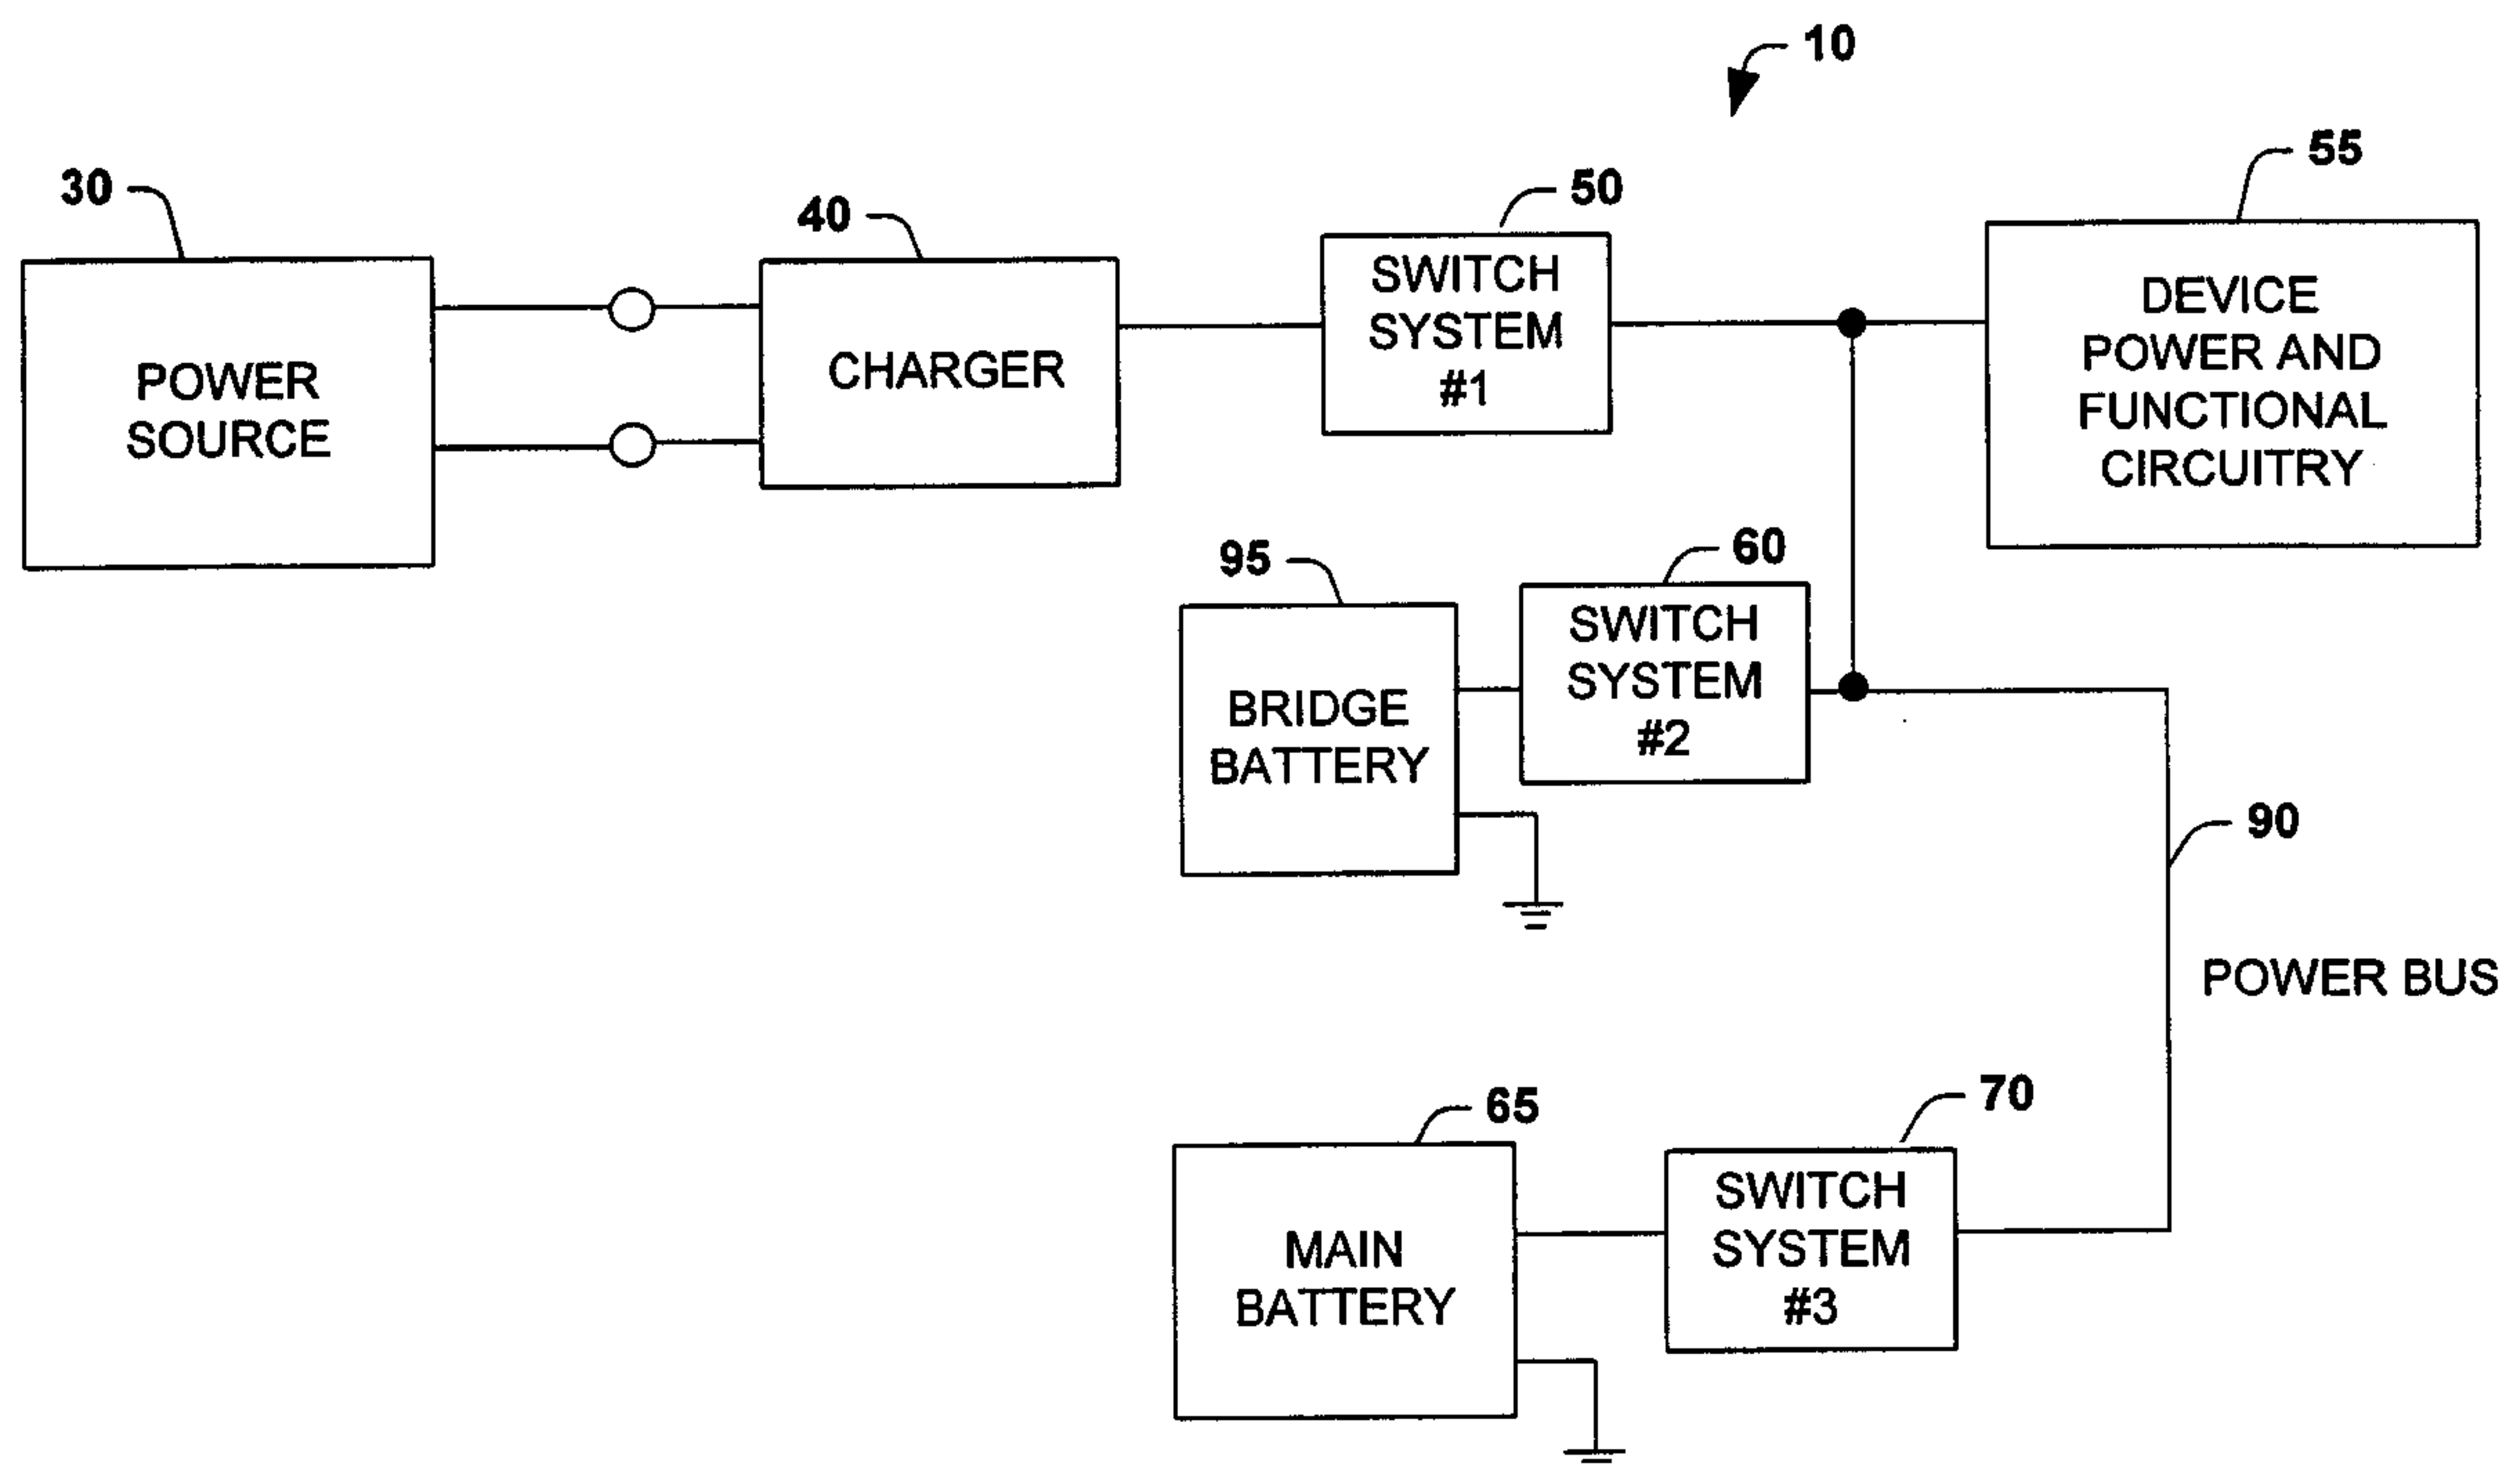 10
30
40
50
55
POWER
SOURCE
CHARGER
SWITCH
SYSTEM
#1
DEVICE
POWER AND
FUNCTIONAL
CIRCUITRY
95
60
BRIDGE
BATTERY
SWITCH
SYSTEM
#2
90
POWER BUS
65
70
MAIN
BATTERY
SWITCH
SYSTEM
#3